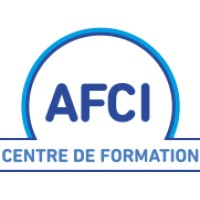 AFCI
CENTRE DE FORMATION